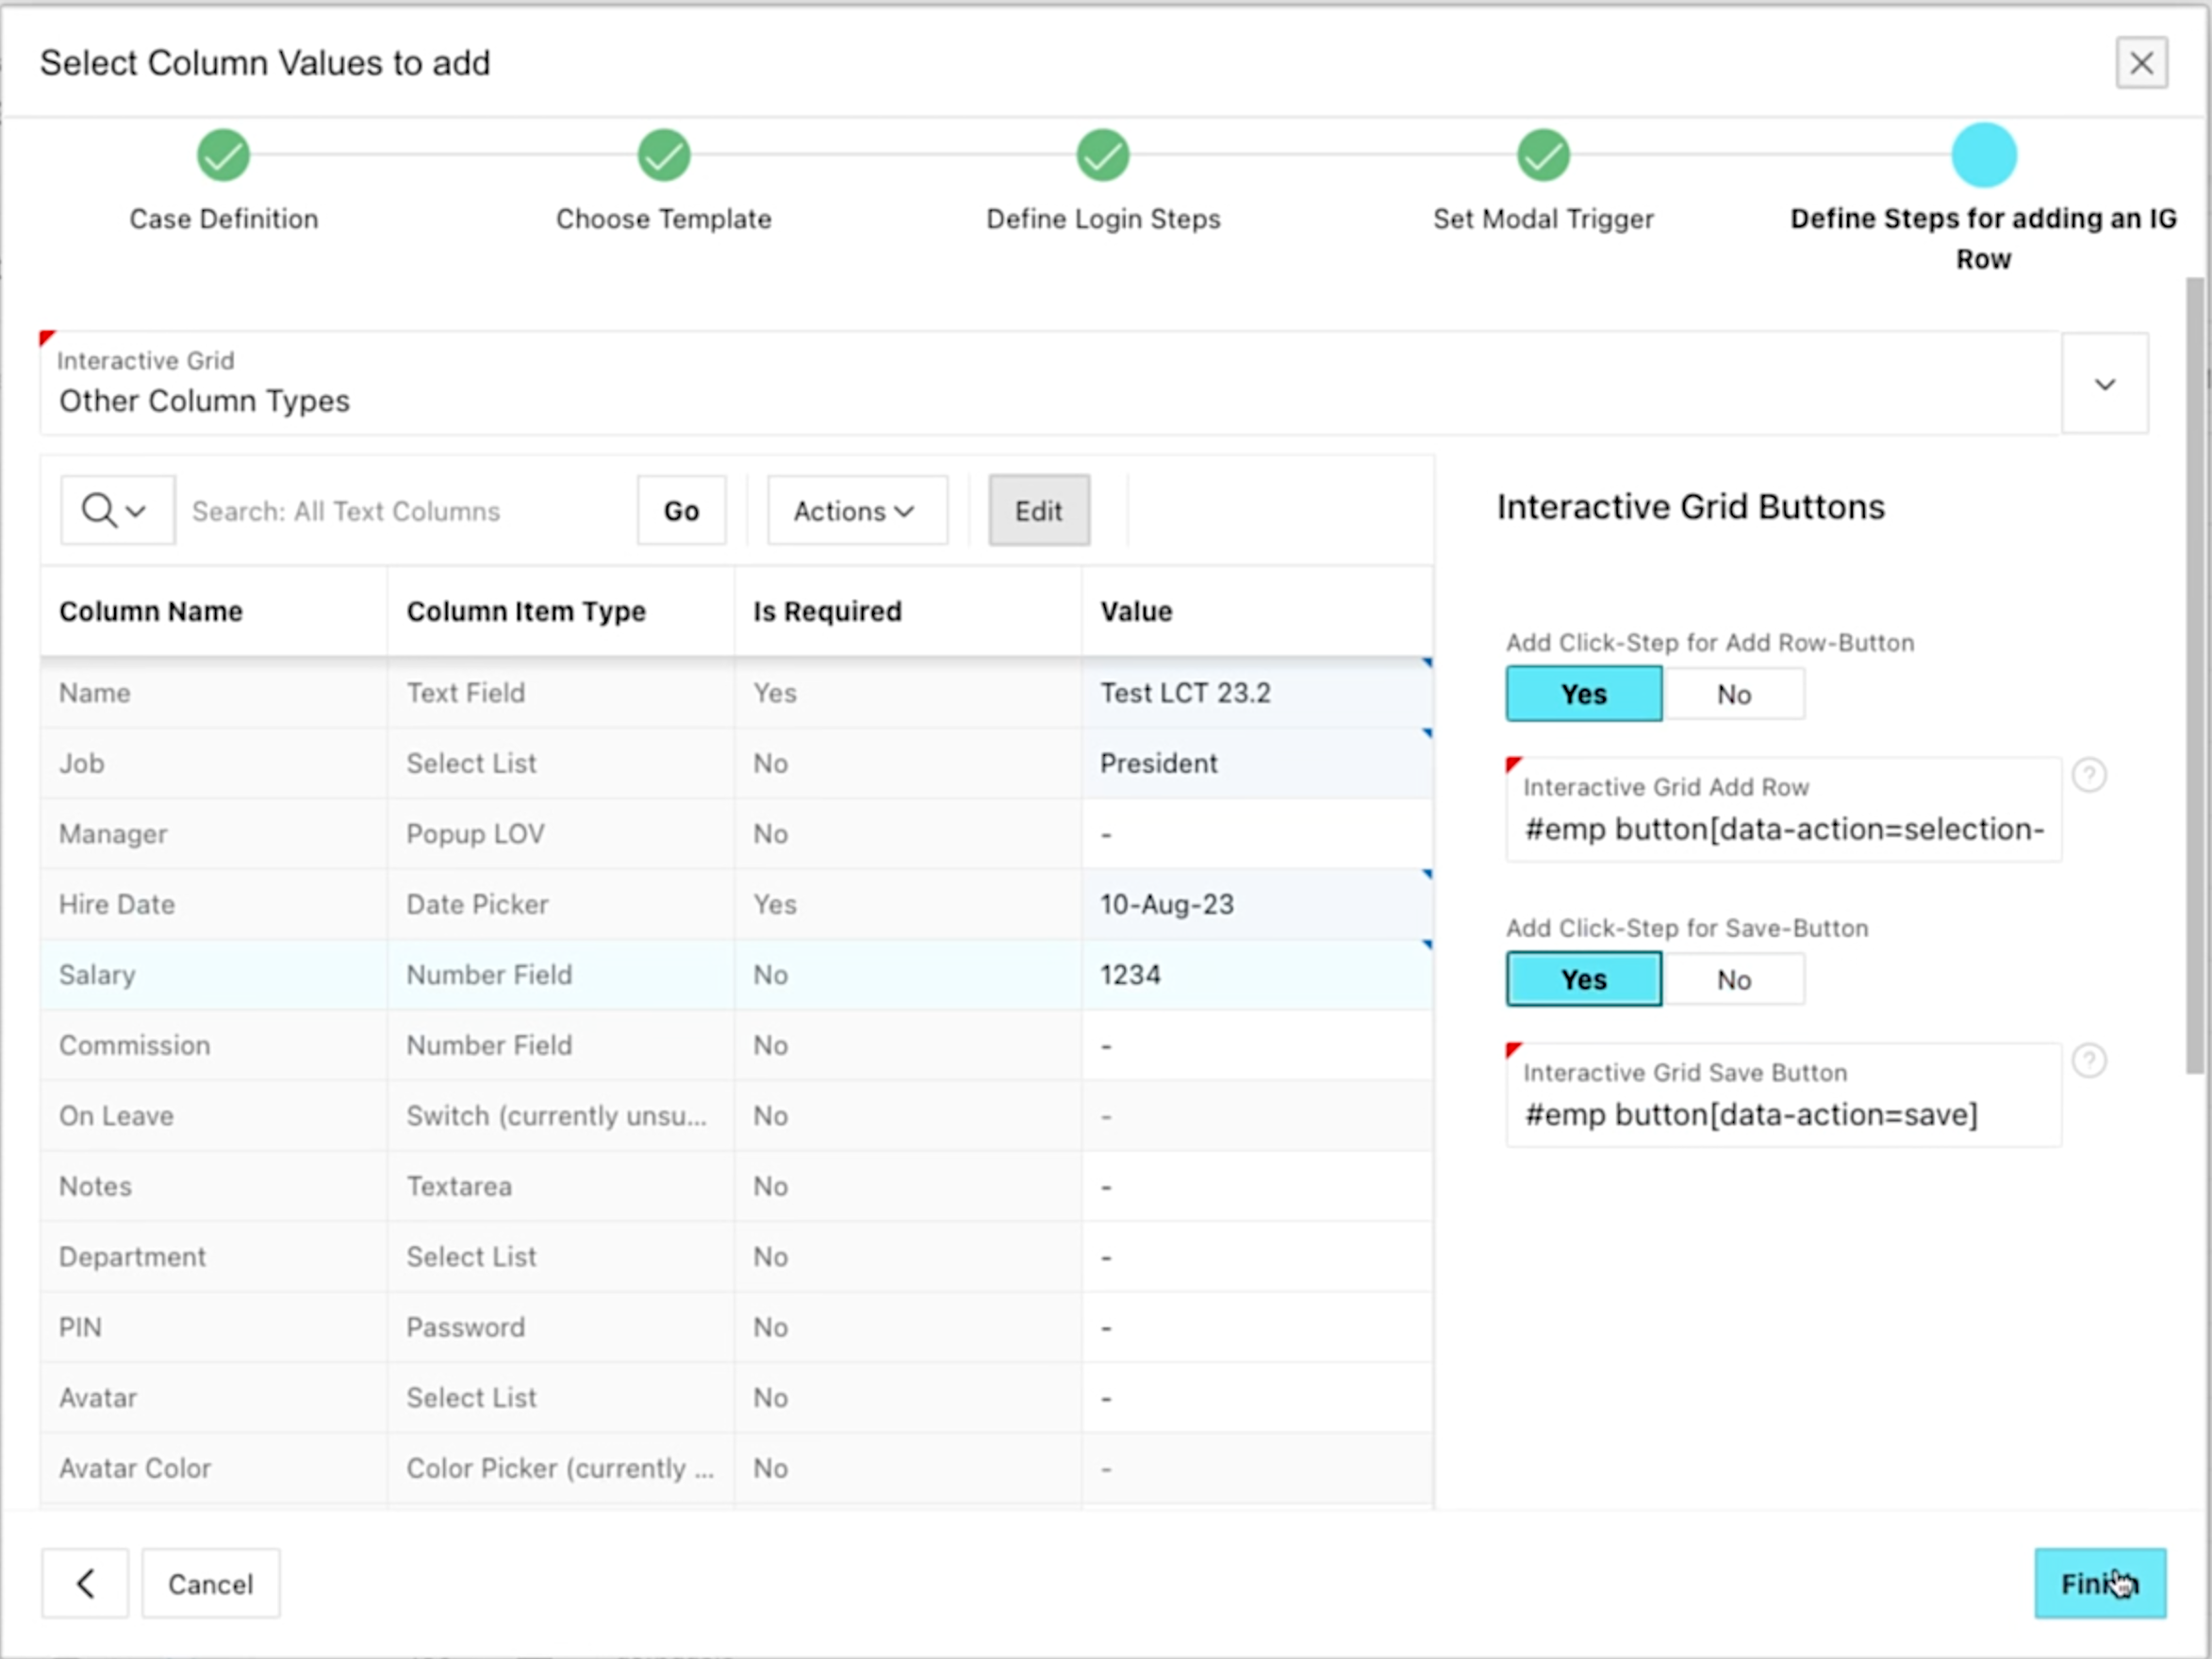 Select Column Values to add
Case Definition
Choose Template
Define Login Steps
Set Modal Trigger
Define Steps for adding an IG
Row
Interactive Grid
Other Column Types
Search: All Text Columns
Go
Actions
Edit
Column Name Column Item Type Is Required Value
Name Text Field Yes Test LCT 23.2
Job Select List No President
Manager Popup LOV No -
Hire Date Date Picker Yes 10-Aug-23
Salary Number Field No 1234
Commission Number Field No -
On Leave Switch (currently unsu... No -
Notes Textarea No -
Department Select List No -
PIN Password No -
Avatar Select List No -
Avatar Color Color Picker (currently ... No -
Interactive Grid Buttons
Add Click-Step for Add Row-Button
Yes No
Interactive Grid Add Row
?
#emp button[data-action=selection-
Add Click-Step for Save-Button
Yes No
Interactive Grid Save Button
?
#emp button[data-action=save]
Cancel
Finish